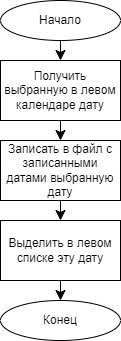 Начало
Получить
выбранную в левом
календаре дату
Записать в файл с
записанными
датами выбранную
дату
Выделить в левом
списке эту дату
Конец